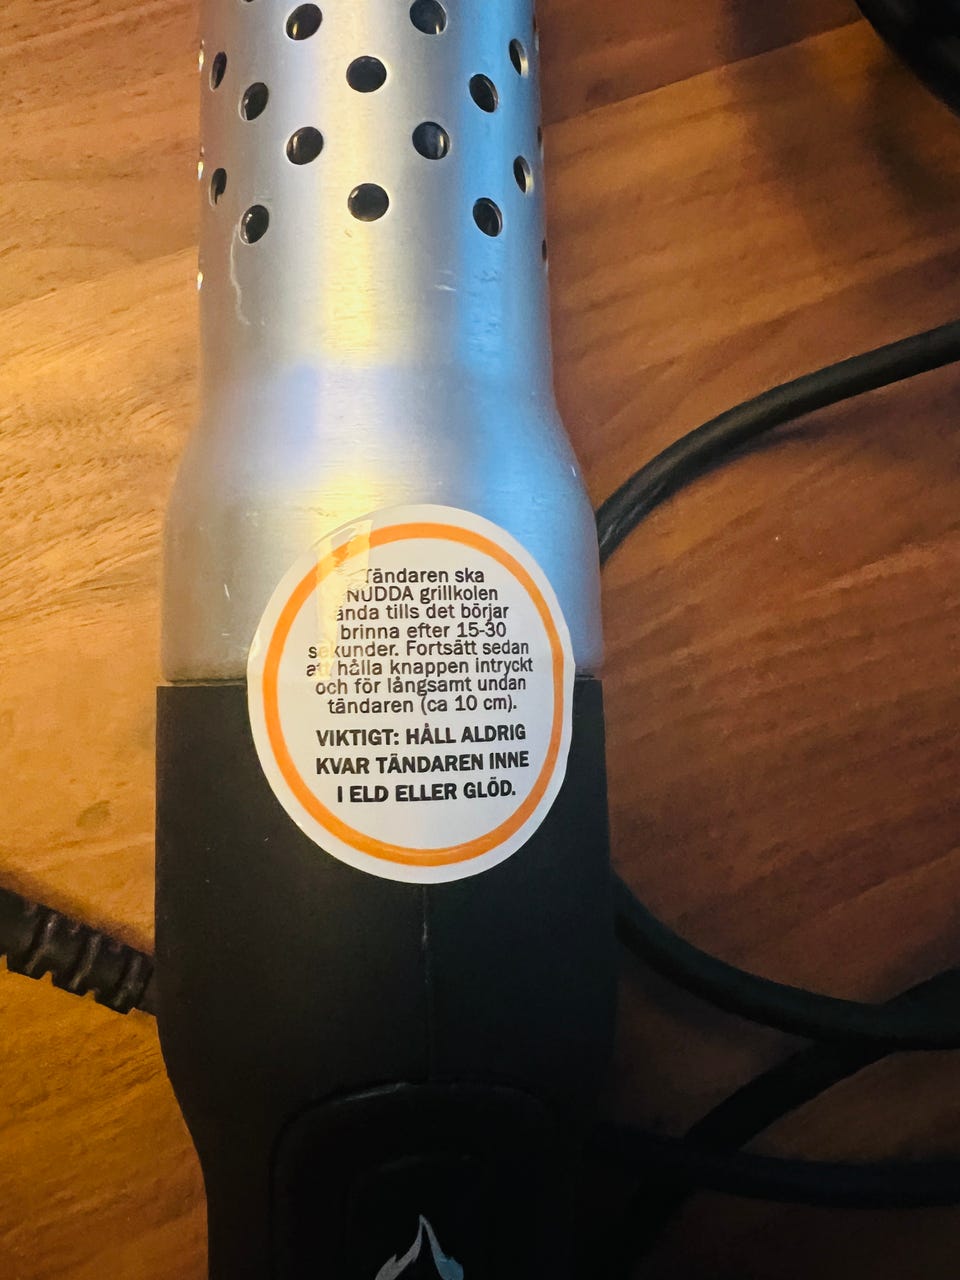 Tändaren ska
NUDDA grillkolen
ända tills det börjar
brinna efter 15-30
sekunder. Fortsätt sedan
att hålla knappen intryckt
och för långsamt undan
tändaren (ca 10 cm).
VIKTIGT: HÅLL ALDRIG
KVAR TÄNDAREN INNE
I ELD ELLER GLÖD.